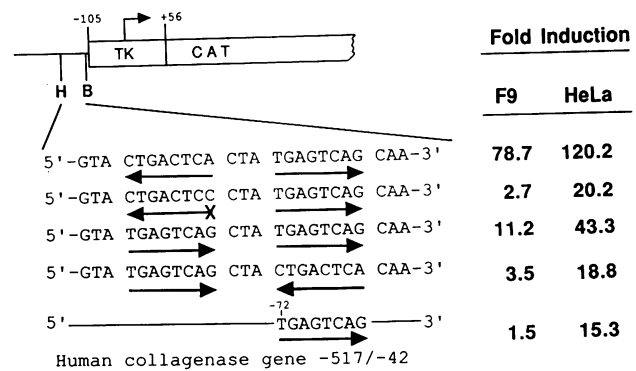 -105 +56
Fold Induction
TK CAT
H B
F9 HeLa
5'-GTA CTGACTCA CTA TGAGTCAG CAA-3' 78.7 120.2
5'-GTA CTGACTCC CTA TGAGTCAG CAA-3' 2.7 20.2
X
5'-GTA TGAGTCAG CTA TGAGTCAG CAA-3' 11.2 43.3
5'-GTA TGAGTCAG CTA CTGACTCA CAA-3' 3.5 18.8
-72
5' TGAGTCAG 3' 1.5 15.3
Human collagenase gene -517/-42